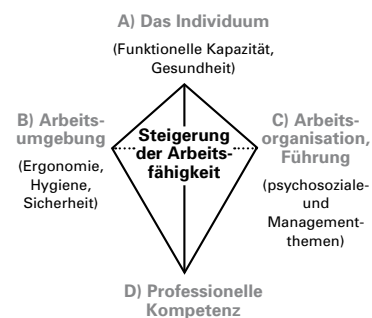 A) Das Individuum
(Funktionelle Kapazität,
Gesundheit)
B) Arbeits-
umgebung
(Ergonomie,
Hygiene,
Sicherheit)
Steigerung
der Arbeits-
fähigkeit
C) Arbeits-
organisation,
Führung
(psychosoziale-
und
Management-
themen)
D) Professionelle
Kompetenz